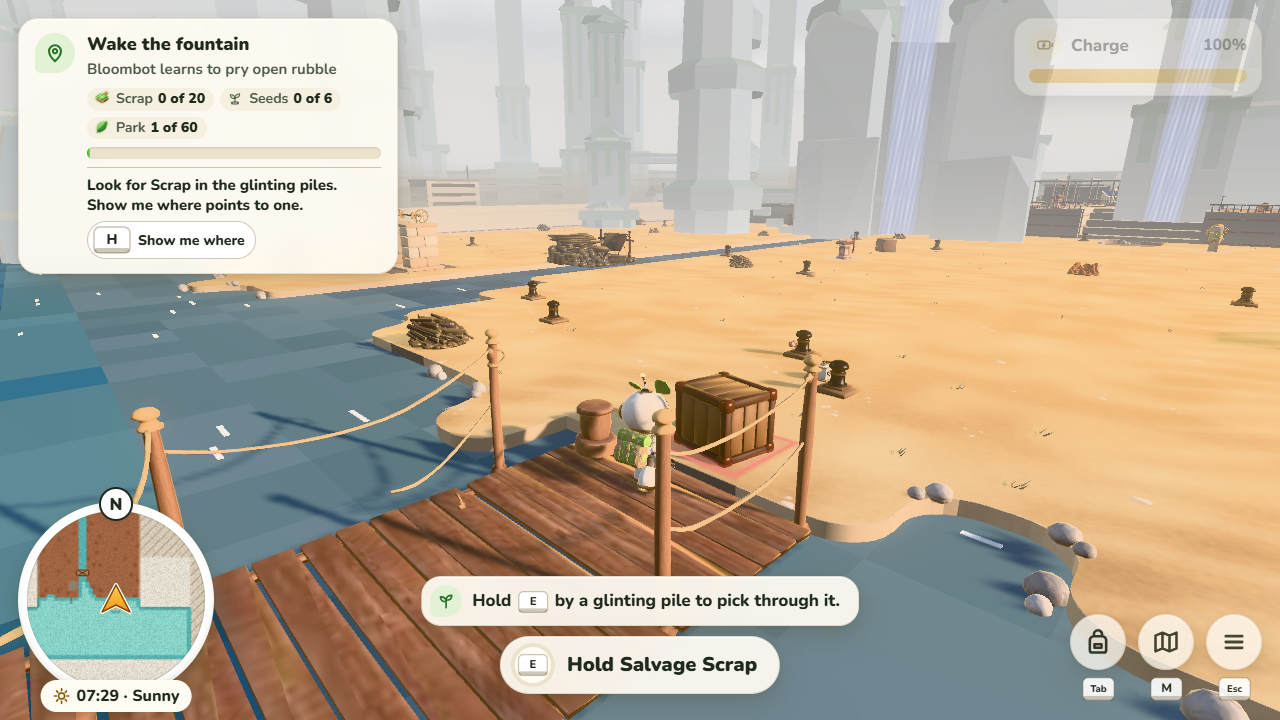 Wake the fountain
Bloombot learns to pry open rubble
Scrap 0 of 20 Seeds 0 of 6
Park 1 of 60
Look for Scrap in the glinting piles.
Show me where points to one.
H Show me where
Charge 100%
N
07:29 · Sunny
Hold E by a glinting pile to pick through it.
E Hold Salvage Scrap
Tab M Esc